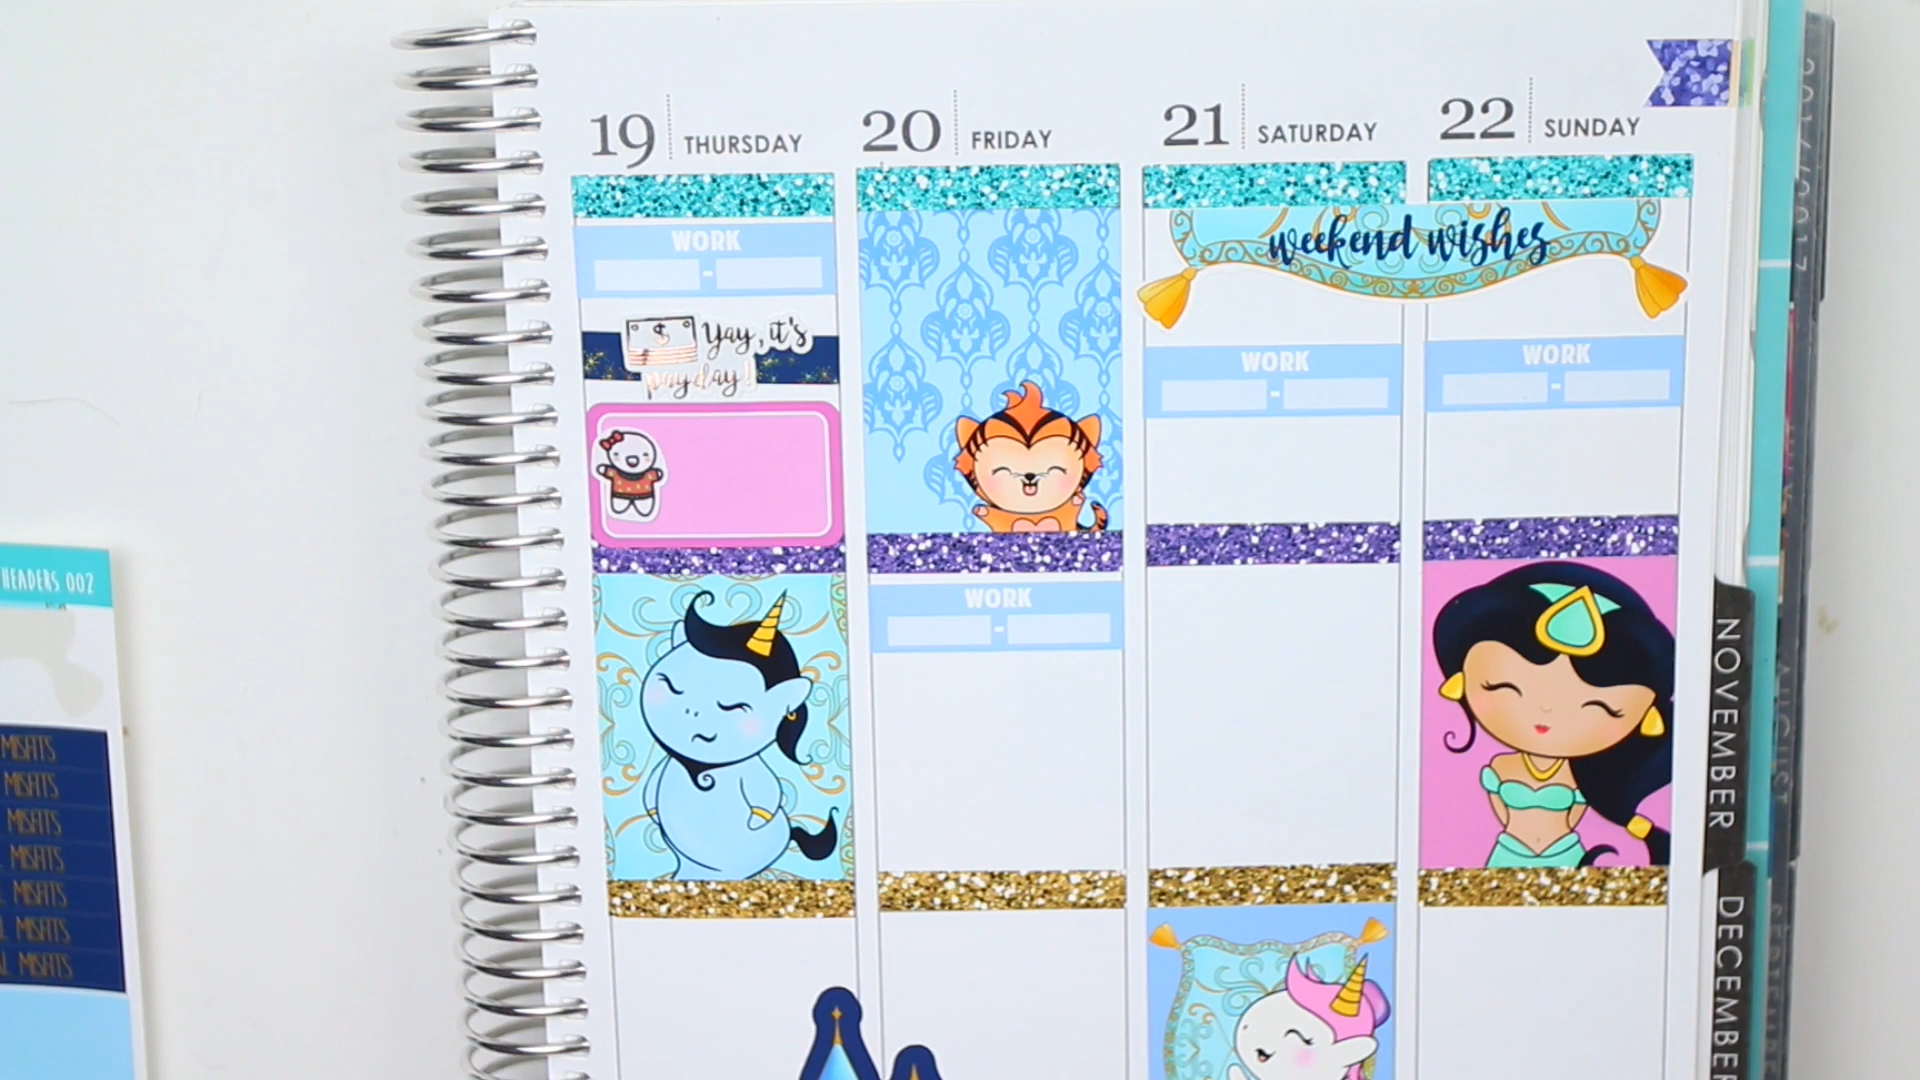 19 THURSDAY
20 FRIDAY
21 SATURDAY
22 SUNDAY
WORK
-
Yay, it's
payday!
$
WORK
-
weekend wishes
WORK
-
WORK
-
HEADERS 002
MISFITS
MISFITS
MISFITS
MISFITS
MISFITS
MISFITS
MISFITS
NOVEMBER
DECEMBER
AUGUST